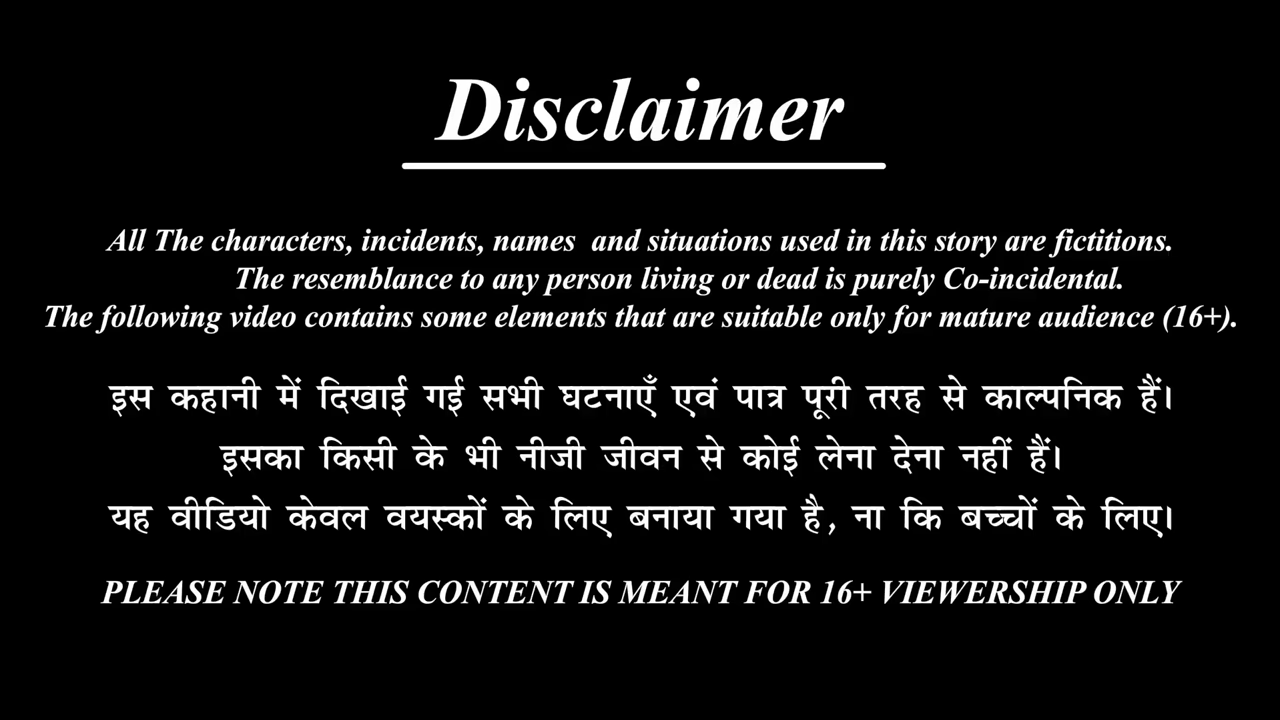 Disclaimer
All The characters, incidents, names and situations used in this story are fictitions.
The resemblance to any person living or dead is purely Co-incidental.
The following video contains some elements that are suitable only for mature audience (16+).
इस कहानी में दिखाई गई सभी घटनाएँ एवं पात्र पूरी तरह से काल्पनिक हैं।
इसका किसी के भी नीजी जीवन से कोई लेना देना नहीं हैं।
यह वीडियो केवल वयस्कों के लिए बनाया गया है, ना कि बच्चों के लिए।
PLEASE NOTE THIS CONTENT IS MEANT FOR 16+ VIEWERSHIP ONLY